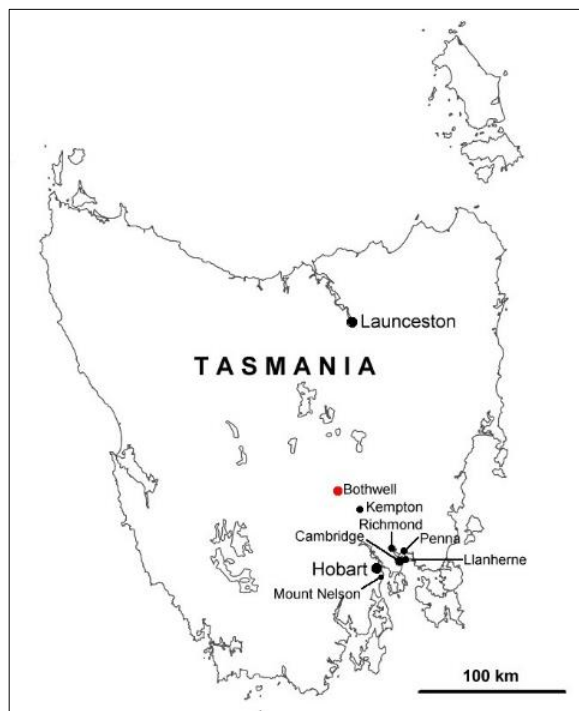 Launceston
TASMANIA
Bothwell
Kempton
Richmond
Cambridge
Penna
Llanherne
Hobart
Mount Nelson
100 km